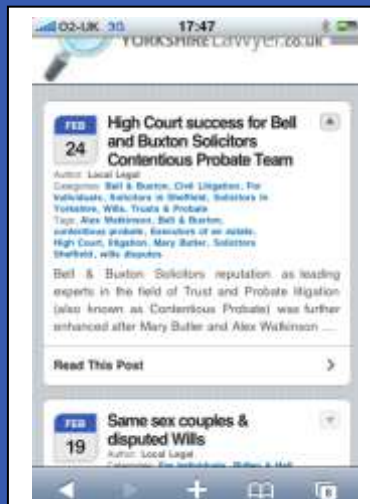 O2-UK 3G 17:47
YORKSHIRELawyer.co.uk
FEB
24
High Court success for Bell
and Buxton Solicitors
Contentious Probate Team
Author: Local Legal
Categories: Bell & Buxton, Civil Litigation, For
Individuals, Solicitors in Sheffield, Solicitors in
Yorkshire, Wills, Trusts & Probate
Tags: Alex Watkinson, Bell & Buxton,
contentious probate, Executors of an estate,
High Court, litigation, Mary Butler, Solicitors
Sheffield, wills disputes
Bell & Buxton Solicitors reputation as leading
experts in the field of Trust and Probate litigation
(also known as Contentious Probate) was further
enhanced after Mary Butler and Alex Watkinson ....
Read This Post
FEB
19
Same sex couples &
disputed Wills
Author: Local Legal
Categories: For Individuals,